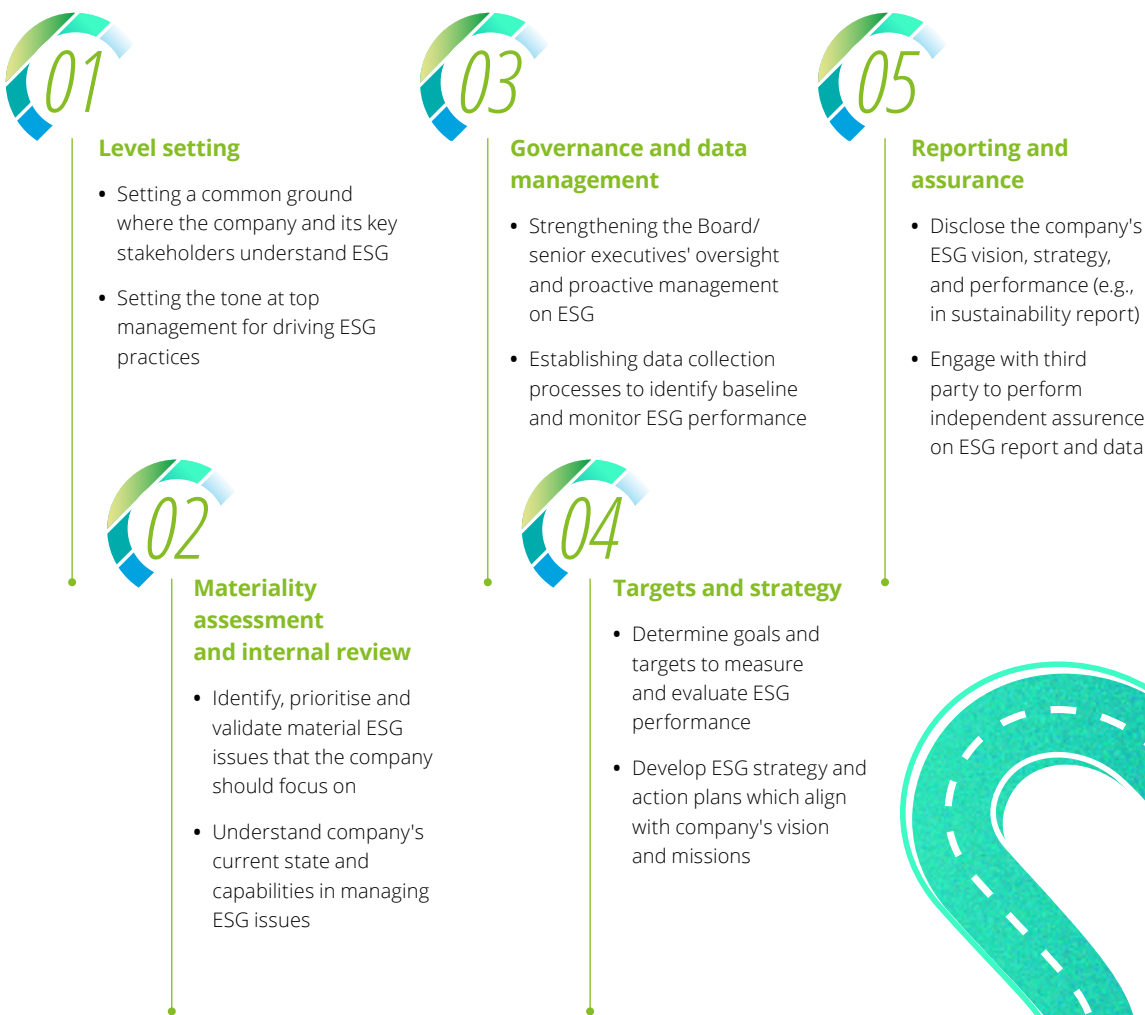 01
Level setting
• Setting a common ground
where the company and its key
stakeholders understand ESG
• Setting the tone at top
management for driving ESG
practices
02
Materiality
assessment
and internal review
• Identify, prioritise and
validate material ESG
issues that the company
should focus on
• Understand company's
current state and
capabilities in managing
ESG issues
03
Governance and data
management
• Strengthening the Board/
senior executives' oversight
and proactive management
on ESG
• Establishing data collection
processes to identify baseline
and monitor ESG performance
04
Targets and strategy
• Determine goals and
targets to measure
and evaluate ESG
performance
• Develop ESG strategy and
action plans which align
with company's vision
and missions
05
Reporting and
assurance
• Disclose the company's
ESG vision, strategy,
and performance (e.g.,
in sustainability report)
• Engage with third
party to perform
independent assurence
on ESG report and data